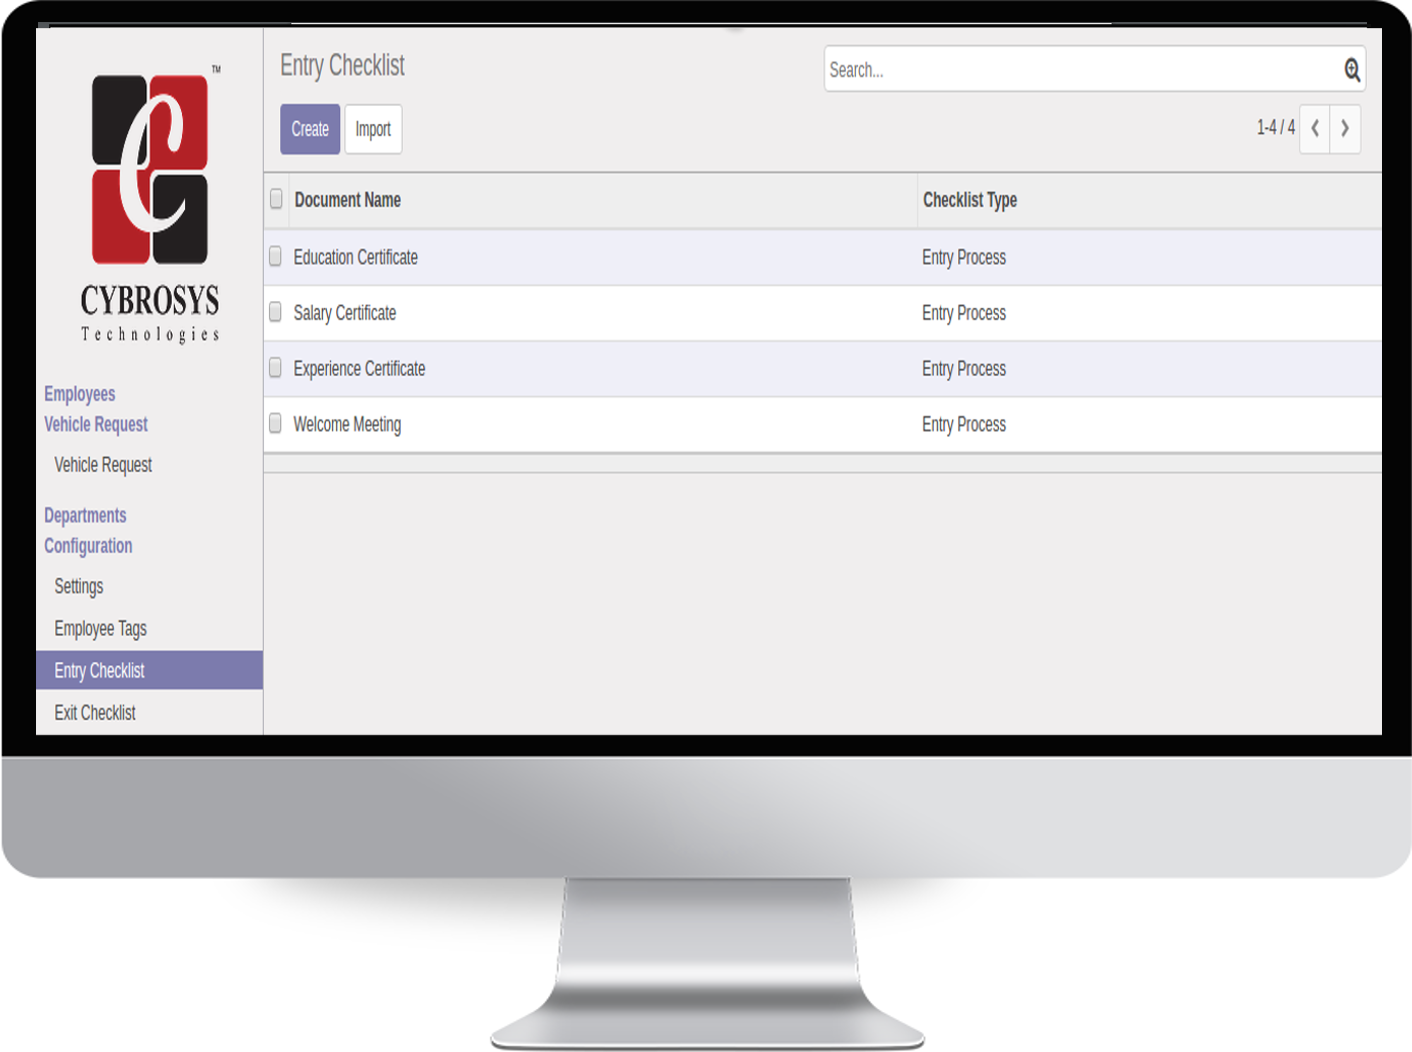 TM
CYBROSYS
Technologies
Employees
Vehicle Request
Vehicle Request
Departments
Configuration
Settings
Employee Tags
Entry Checklist
Exit Checklist
Entry Checklist
Search...
Create
Import
1-4 / 4
Document Name Checklist Type
Education Certificate Entry Process
Salary Certificate Entry Process
Experience Certificate Entry Process
Welcome Meeting Entry Process